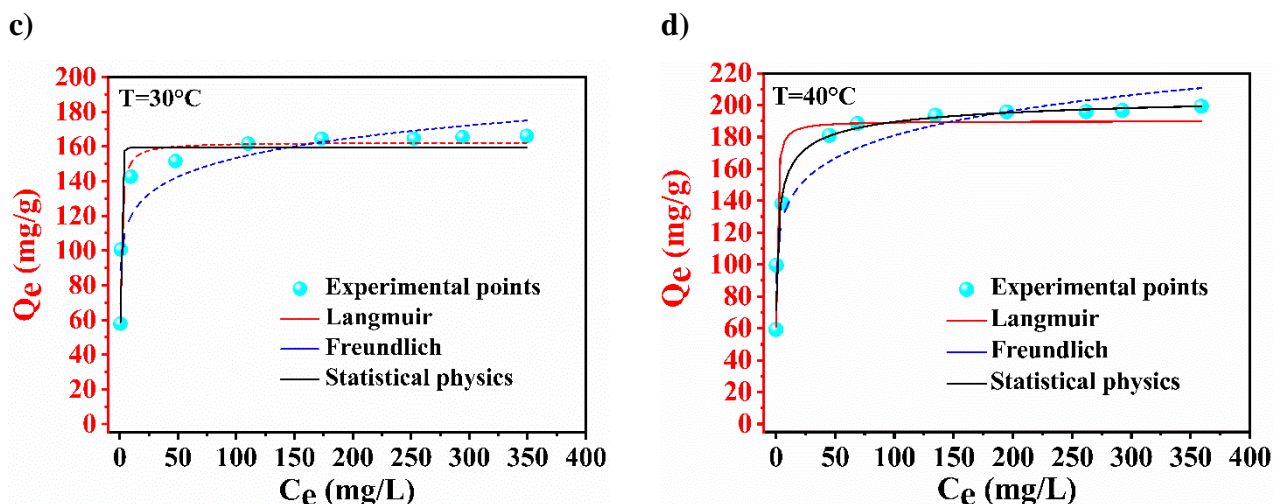 c)
200
180
160
140
120
100
80
60
40
20
0
Qe (mg/g)
T=30°C
Experimental points
Langmuir
Freundlich
Statistical physics
0 50 100 150 200 250 300 350 400
Ce (mg/L)
d)
220
200
180
160
140
120
100
80
60
40
20
0
Qe (mg/g)
T=40°C
Experimental points
Langmuir
Freundlich
Statistical physics
0 50 100 150 200 250 300 350 400
Ce (mg/L)